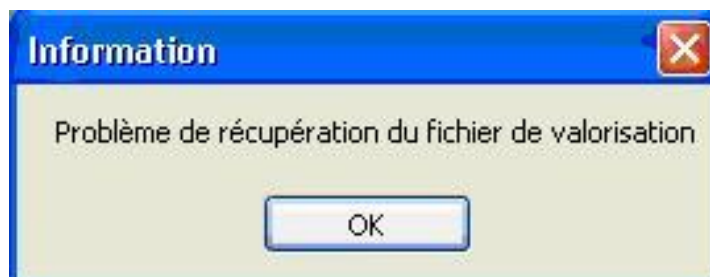 Information
Problème de récupération du fichier de valorisation
OK